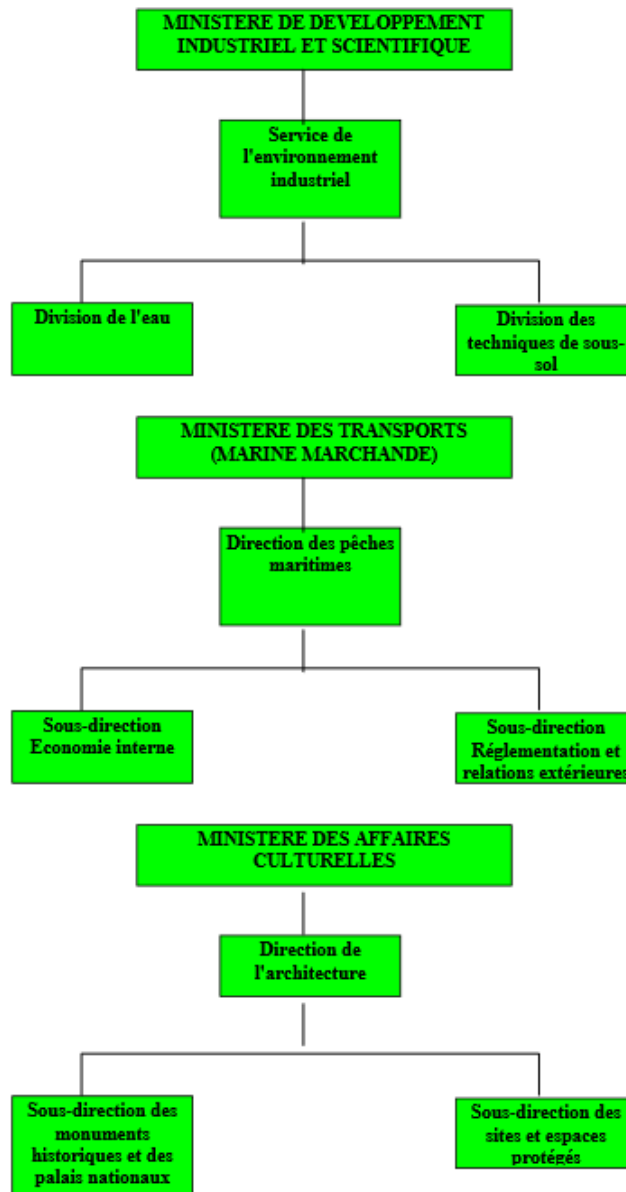 MINISTERE DE DEVELOPPEMENT
INDUSTRIEL ET SCIENTIFIQUE
Service de
l'environnement
industriel
Division de l'eau
Division des
techniques de sous-
sol
MINISTERE DES TRANSPORTS
(MARINE MARCHANDE)
Direction des pêches
maritimes
Sous-direction
Economie interne
Sous-direction
Réglementation et
relations extérieures
MINISTERE DES AFFAIRES
CULTURELLES
Direction de
l'architecture
Sous-direction des
monuments
historiques et des
palais nationaux
Sous-direction des
sites et espaces
protégés